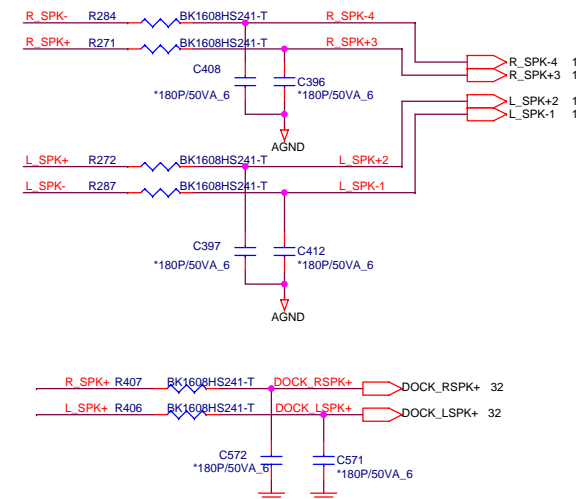 R_SPK- R284 BK1608HS241-T R_SPK-4
R_SPK+ R271 BK1608HS241-T R_SPK+3
R_SPK-4 1
R_SPK+3 1
C408 C396
*180P/50VA_6 *180P/50VA_6
L_SPK+2 1
L_SPK-1 1
AGND
L_SPK+ R272 BK1608HS241-T L_SPK+2
L_SPK- R287 BK1608HS241-T L_SPK-1
C397 C412
*180P/50VA_6 *180P/50VA_6
AGND
R_SPK+ R407 BK1608HS241-T DOCK_RSPK+ DOCK_RSPK+ 32
L_SPK+ R406 BK1608HS241-T DOCK_LSPK+ DOCK_LSPK+ 32
C572 C571
*180P/50VA_6 *180P/50VA_6